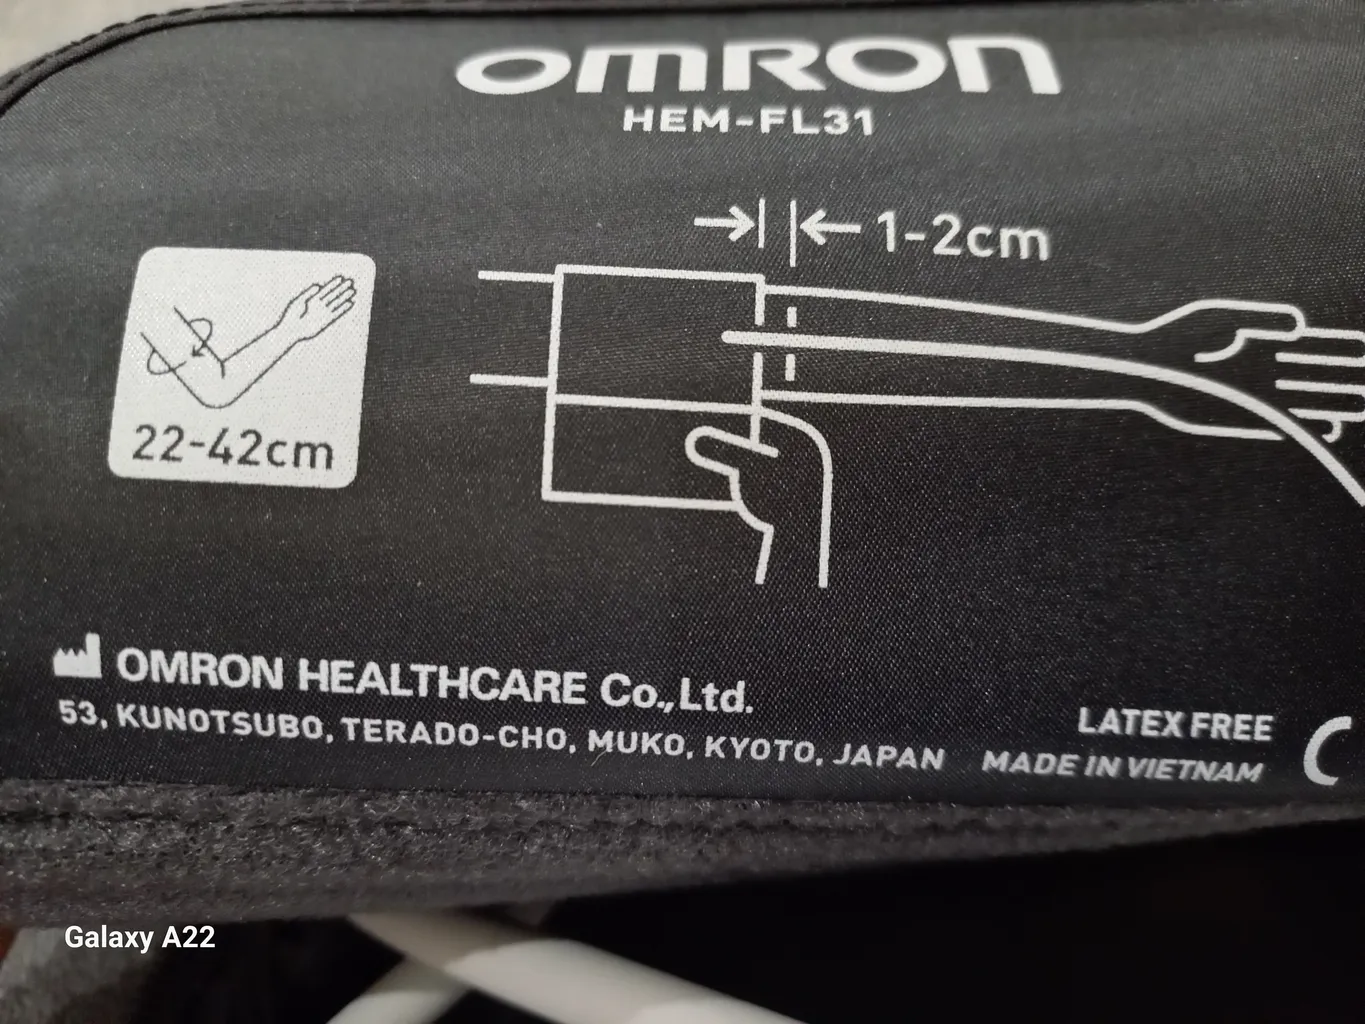 OMRON
HEM-FL31
1-2cm
22-42cm
OMRON HEALTHCARE Co.,Ltd.
53, KUNOTSUBO, TERADO-CHO, MUKO, KYOTO, JAPAN
LATEX FREE
MADE IN VIETNAM
Galaxy A22